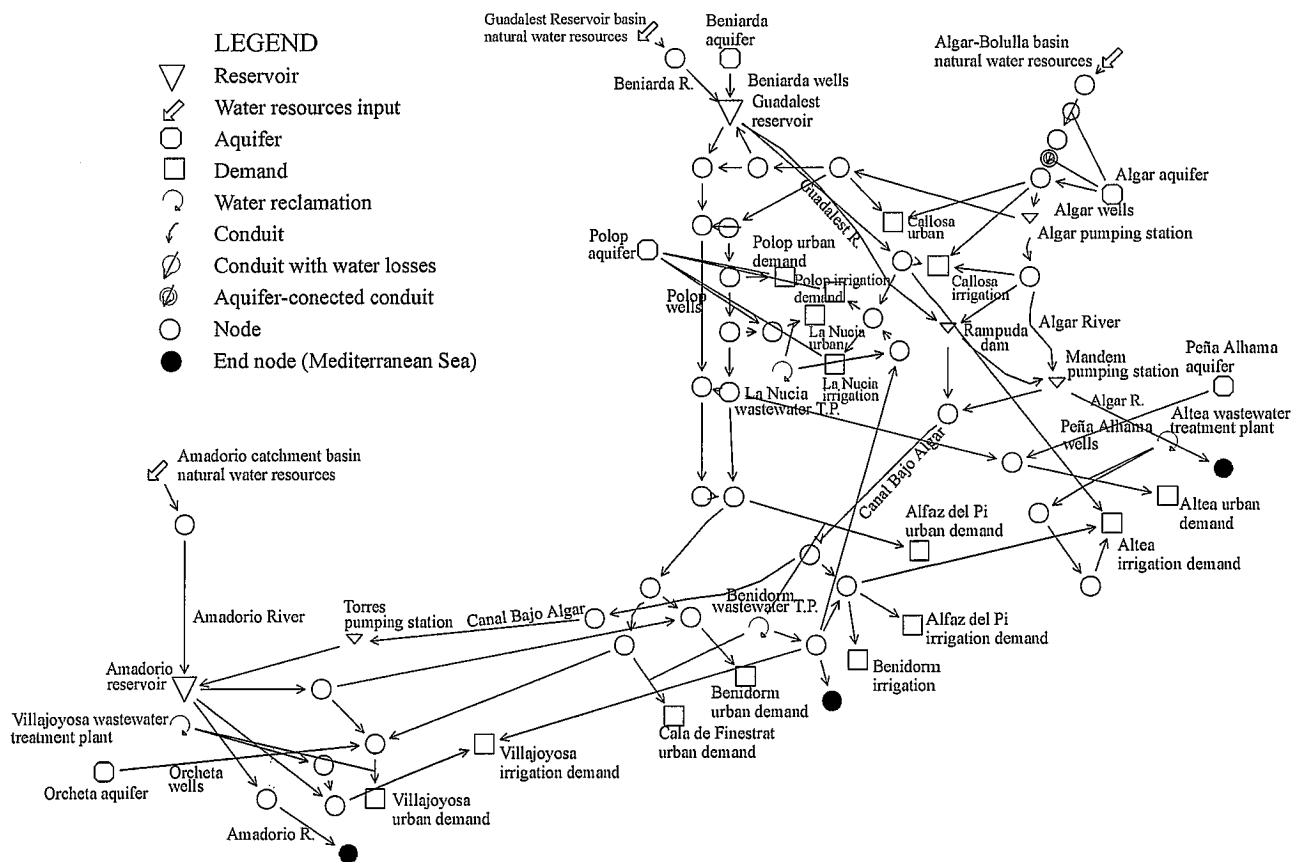 LEGEND
Reservoir
Water resources input
Aquifer
Demand
Water reclamation
Conduit
Conduit with water losses
Aquifer-conected conduit
Node
End node (Mediterranean Sea)
Guadalest Reservoir basin
natural water resources
Beniarda
aquifer
Beniarda R.
Beniarda wells
Guadalest
reservoir
Algar-Bolulla basin
natural water resources
Algar aquifer
Algar wells
Algar pumping station
Guadalest R.
Callosa
urban
Callosa
irrigation
Polop
aquifer
Polop urban
demand
Polop irrigation
demand
Polop
wells
La Nucia
urban
La Nucia
irrigation
La Nucia
wastewater T.P.
Rampuda
dam
Algar River
Mandem
pumping station
Peña Alhama
aquifer
Algar R.
Altea wastewater
treatment plant
Peña Alhama
wells
Canal Bajo Algar
Altea urban
demand
Alfaz del Pi
urban demand
Altea
irrigation demand
Amadorio catchment basin
natural water resources
Amadorio River
Torres
pumping station
Canal Bajo Algar
Benidorm
wastewater T.P.
Alfaz del Pi
irrigation demand
Benidorm
irrigation
Amadorio
reservoir
Benidorm
urban demand
Cala de Finestrat
urban demand
Villajoyosa wastewater
treatment plant
Villajoyosa
irrigation demand
Orcheta aquifer
Orcheta
wells
Villajoyosa
urban demand
Amadorio R.